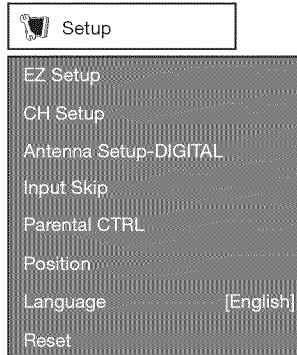 Setup
EZ Setup
CH Setup
Antenna Setup-DIGITAL
Input Skip
Parental CTRL
Position
Language [English]
Reset